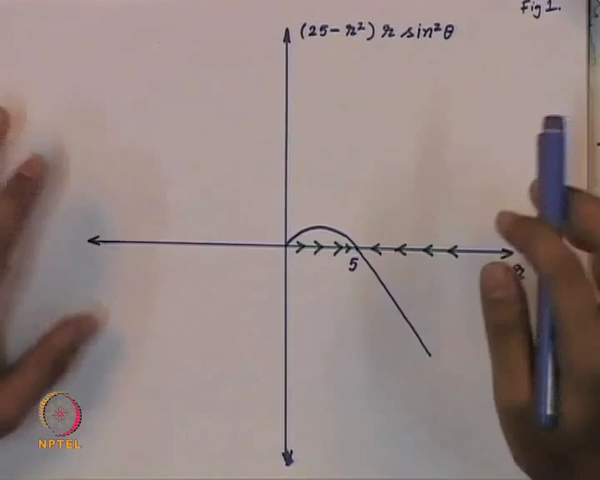 Fig 1.
(25-r²) r sin²θ
5
r
NPTEL